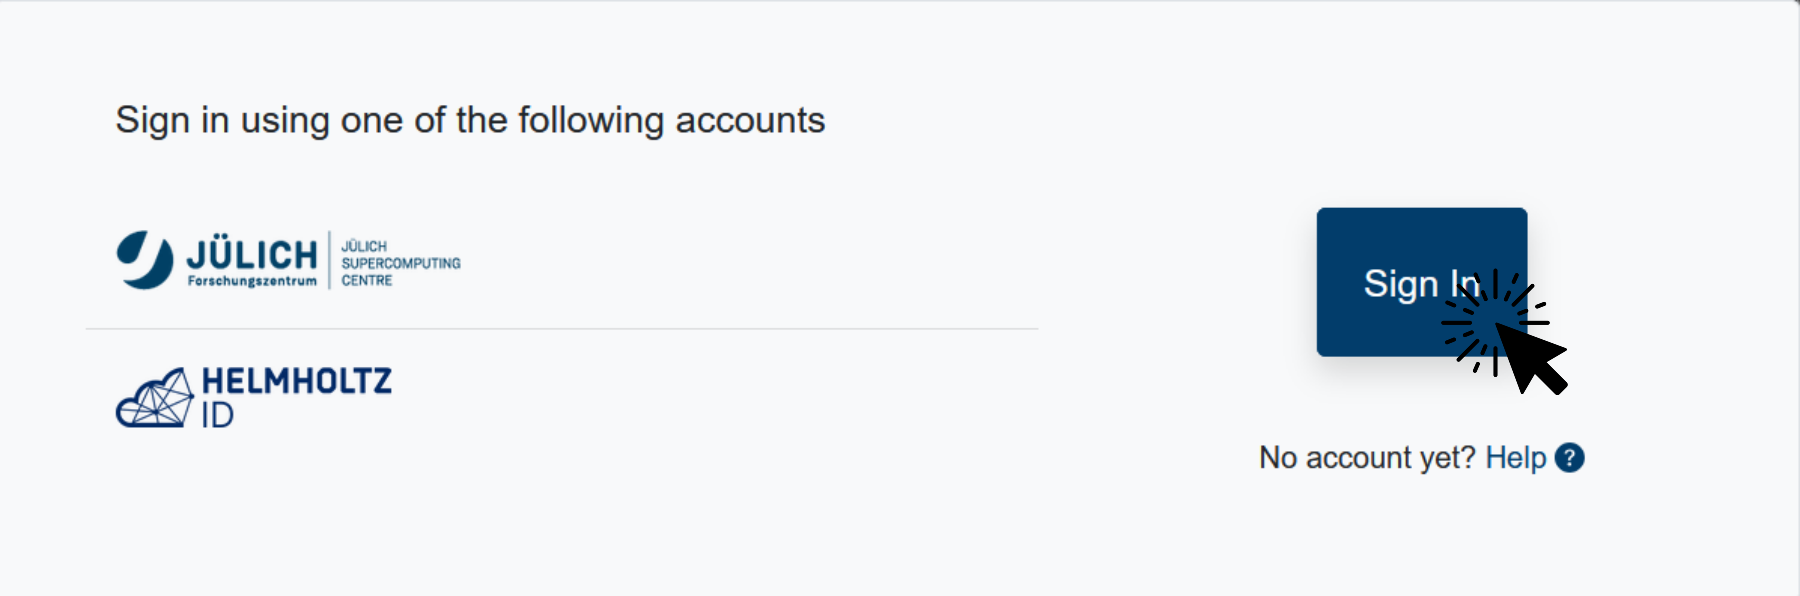 Sign in using one of the following accounts
JÜLICH
Forschungszentrum
JÜLICH
SUPERCOMPUTING
CENTRE
HELMHOLTZ
ID
Sign In
No account yet? Help ?